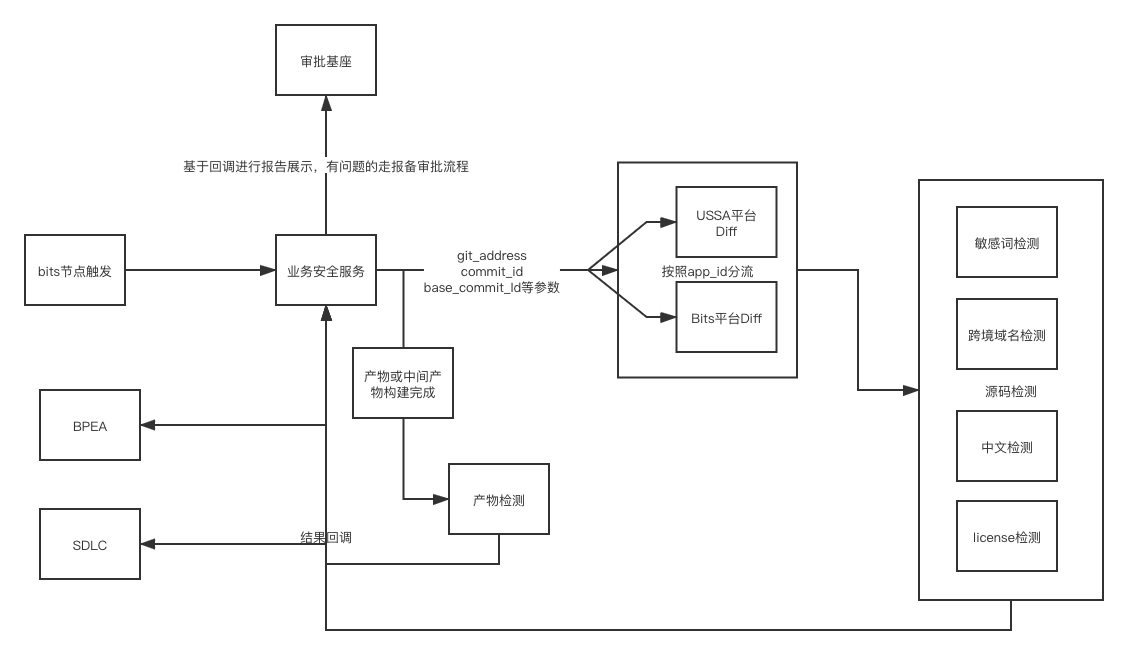 审批基座
基于回调进行报告展示，有问题的走报备审批流程
bits节点触发
业务安全服务
git_address
commit_id
base_commit_Id等参数
USSA平台
Diff
按照app_id分流
Bits平台Diff
敏感词检测
跨境域名检测
源码检测
中文检测
license检测
产物或中间产
物构建完成
BPEA
产物检测
SDLC
结果回调